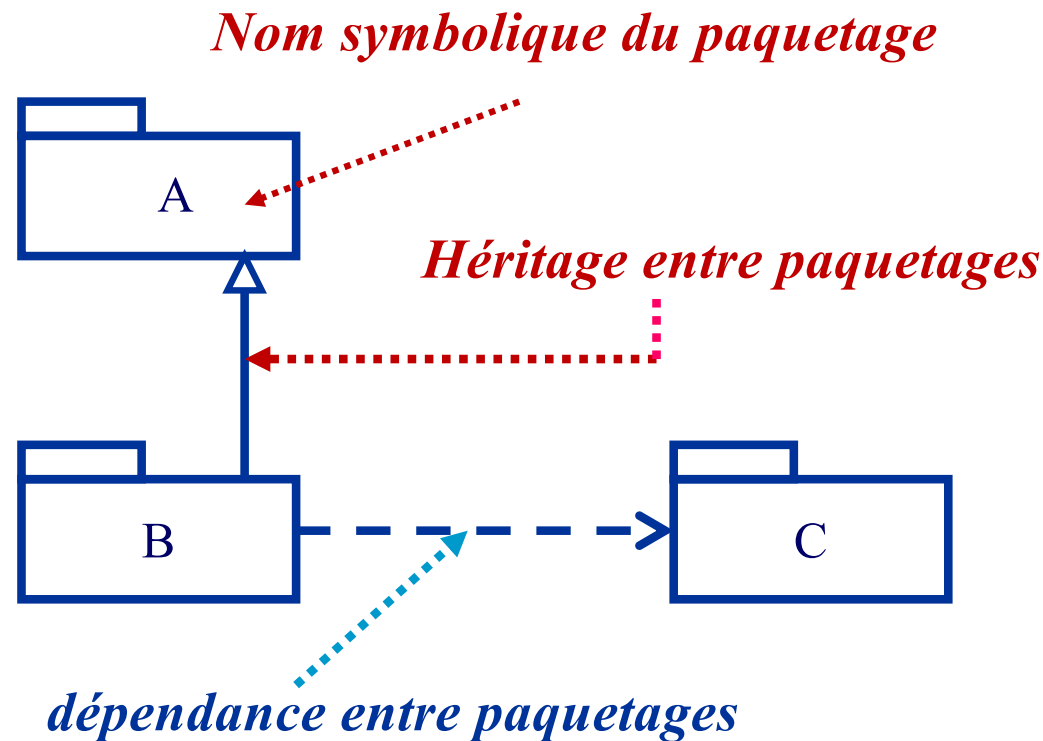 Nom symbolique du paquetage
A
Héritage entre paquetages
B
C
dépendance entre paquetages